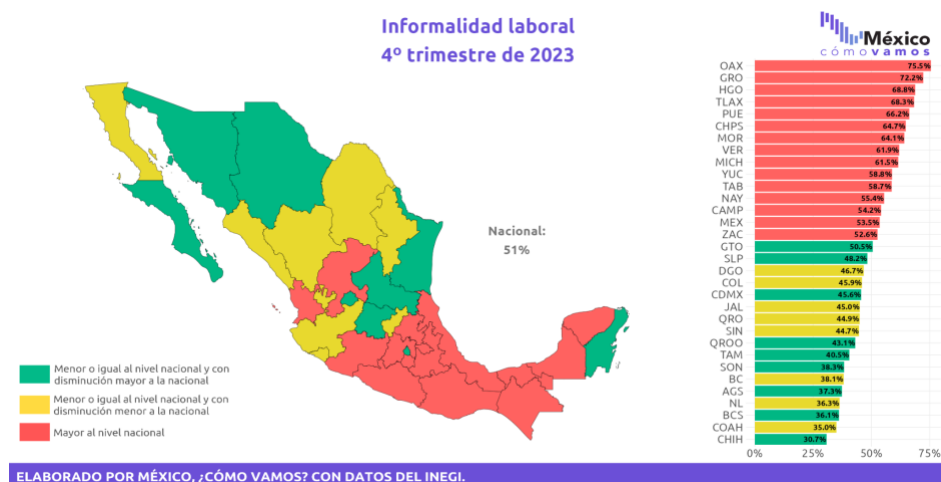 Informalidad laboral
4º trimestre de 2023
México
cómovamos
Nacional:
51%
Menor o igual al nivel nacional y con
disminución mayor a la nacional
Menor o igual al nivel nacional y con
disminución menor a la nacional
Mayor al nivel nacional
OAX 75.5%
GRO 72.2%
HGO 68.8%
TLAX 68.3%
PUE 66.2%
CHPS 64.7%
MOR 64.1%
VER 61.9%
MICH 61.5%
YUC 58.8%
TAB 58.7%
NAY 55.4%
CAMP 54.2%
MEX 53.5%
ZAC 52.6%
GTO 50.5%
SLP 48.2%
DGO 46.7%
COL 45.9%
CDMX 45.6%
JAL 45.0%
QRO 44.9%
SIN 44.7%
QROO 43.1%
TAM 40.5%
SON 38.3%
BC 38.1%
AGS 37.3%
NL 36.3%
BCS 36.1%
COAH 35.0%
CHIH 30.7%
0% 25% 50% 75%
ELABORADO POR MÉXICO, ¿CÓMO VAMOS? CON DATOS DEL INEGI.